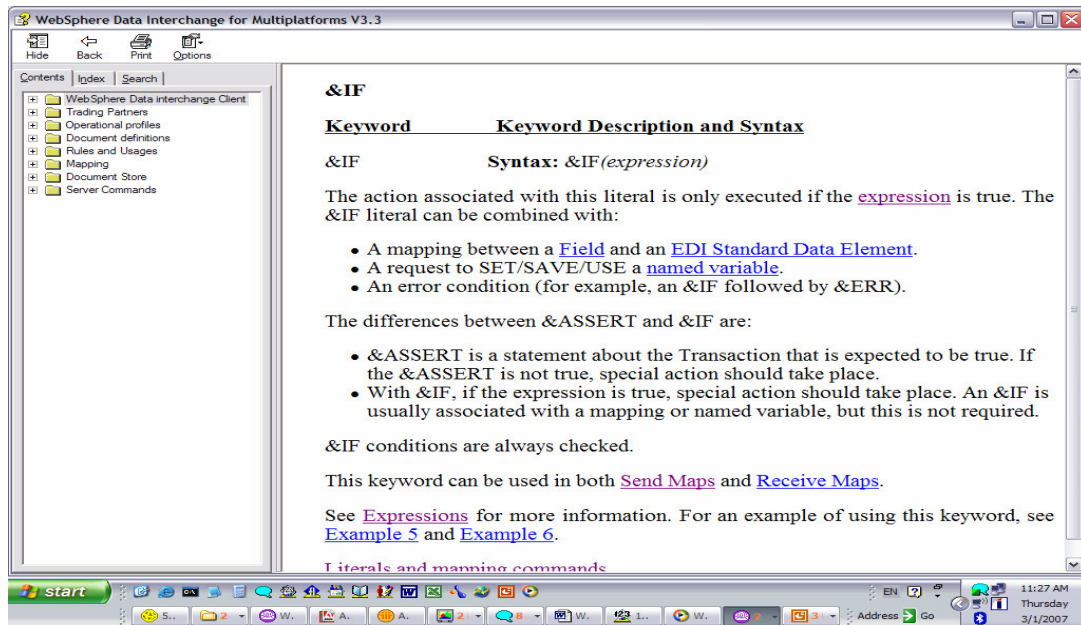 WebSphere Data Interchange for Multiplatforms V3.3
Hide Back Print Options
Contents Index Search
WebSphere Data interchange Client
Trading Partners
Operational profiles
Document definitions
Rules and Usages
Mapping
Document Store
Server Commands
&IF
Keyword Keyword Description and Syntax
&IF Syntax: &IF(expression)
The action associated with this literal is only executed if the expression is true. The
&IF literal can be combined with:
• A mapping between a Field and an EDI Standard Data Element.
• A request to SET/SAVE/USE a named variable.
• An error condition (for example, an &IF followed by &ERR).
The differences between &ASSERT and &IF are:
• &ASSERT is a statement about the Transaction that is expected to be true. If
the &ASSERT is not true, special action should take place.
• With &IF, if the expression is true, special action should take place. An &IF is
usually associated with a mapping or named variable, but this is not required.
&IF conditions are always checked.
This keyword can be used in both Send Maps and Receive Maps.
See Expressions for more information. For an example of using this keyword, see
Example 5 and Example 6.
Literals and mapping commands
start
EN
11:27 AM
Thursday
3/1/2007
5.. 2 W. A. A. 2 8 W. 1.. W. 3 Address Go